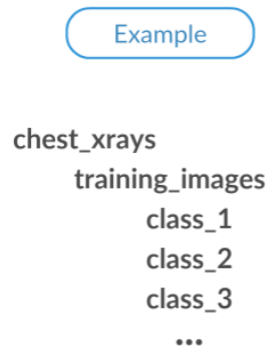 Example
chest_xrays
training_images
class_1
class_2
class_3
...